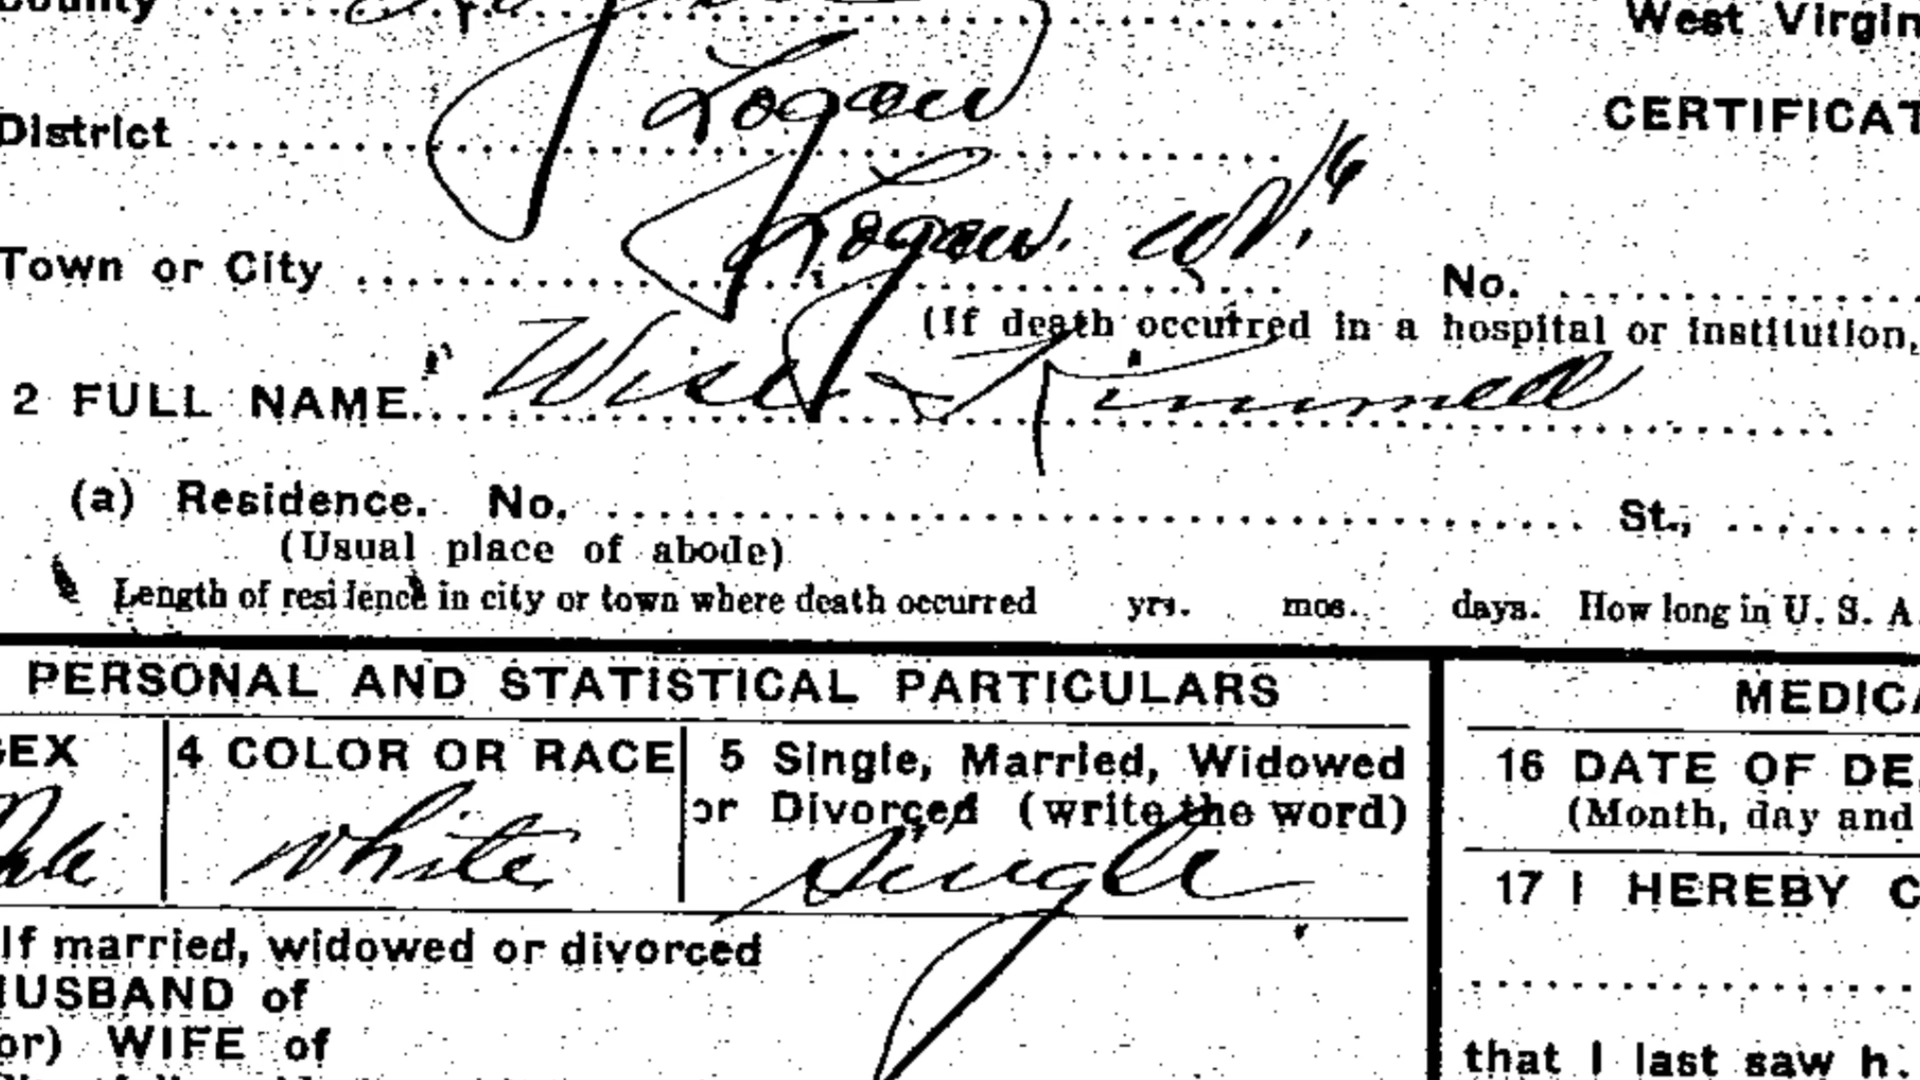 County
West Virgin
District Logan
CERTIFICAT
Town or City Logan. W.Va.
No.
(If death occurred in a hospital or institution,
2 FULL NAME Wise
(a) Residence. No. St.,
(Usual place of abode)
Length of residence in city or town where death occurred yrs. mos. days. How long in U. S. A
PERSONAL AND STATISTICAL PARTICULARS
MEDICA
SEX 4 COLOR OR RACE 5 Single, Married, Widowed
or Divorced (write the word)
Male White Single
16 DATE OF DE
(Month, day and
17 I HEREBY C
If married, widowed or divorced
HUSBAND of
(or) WIFE of
that I last saw h